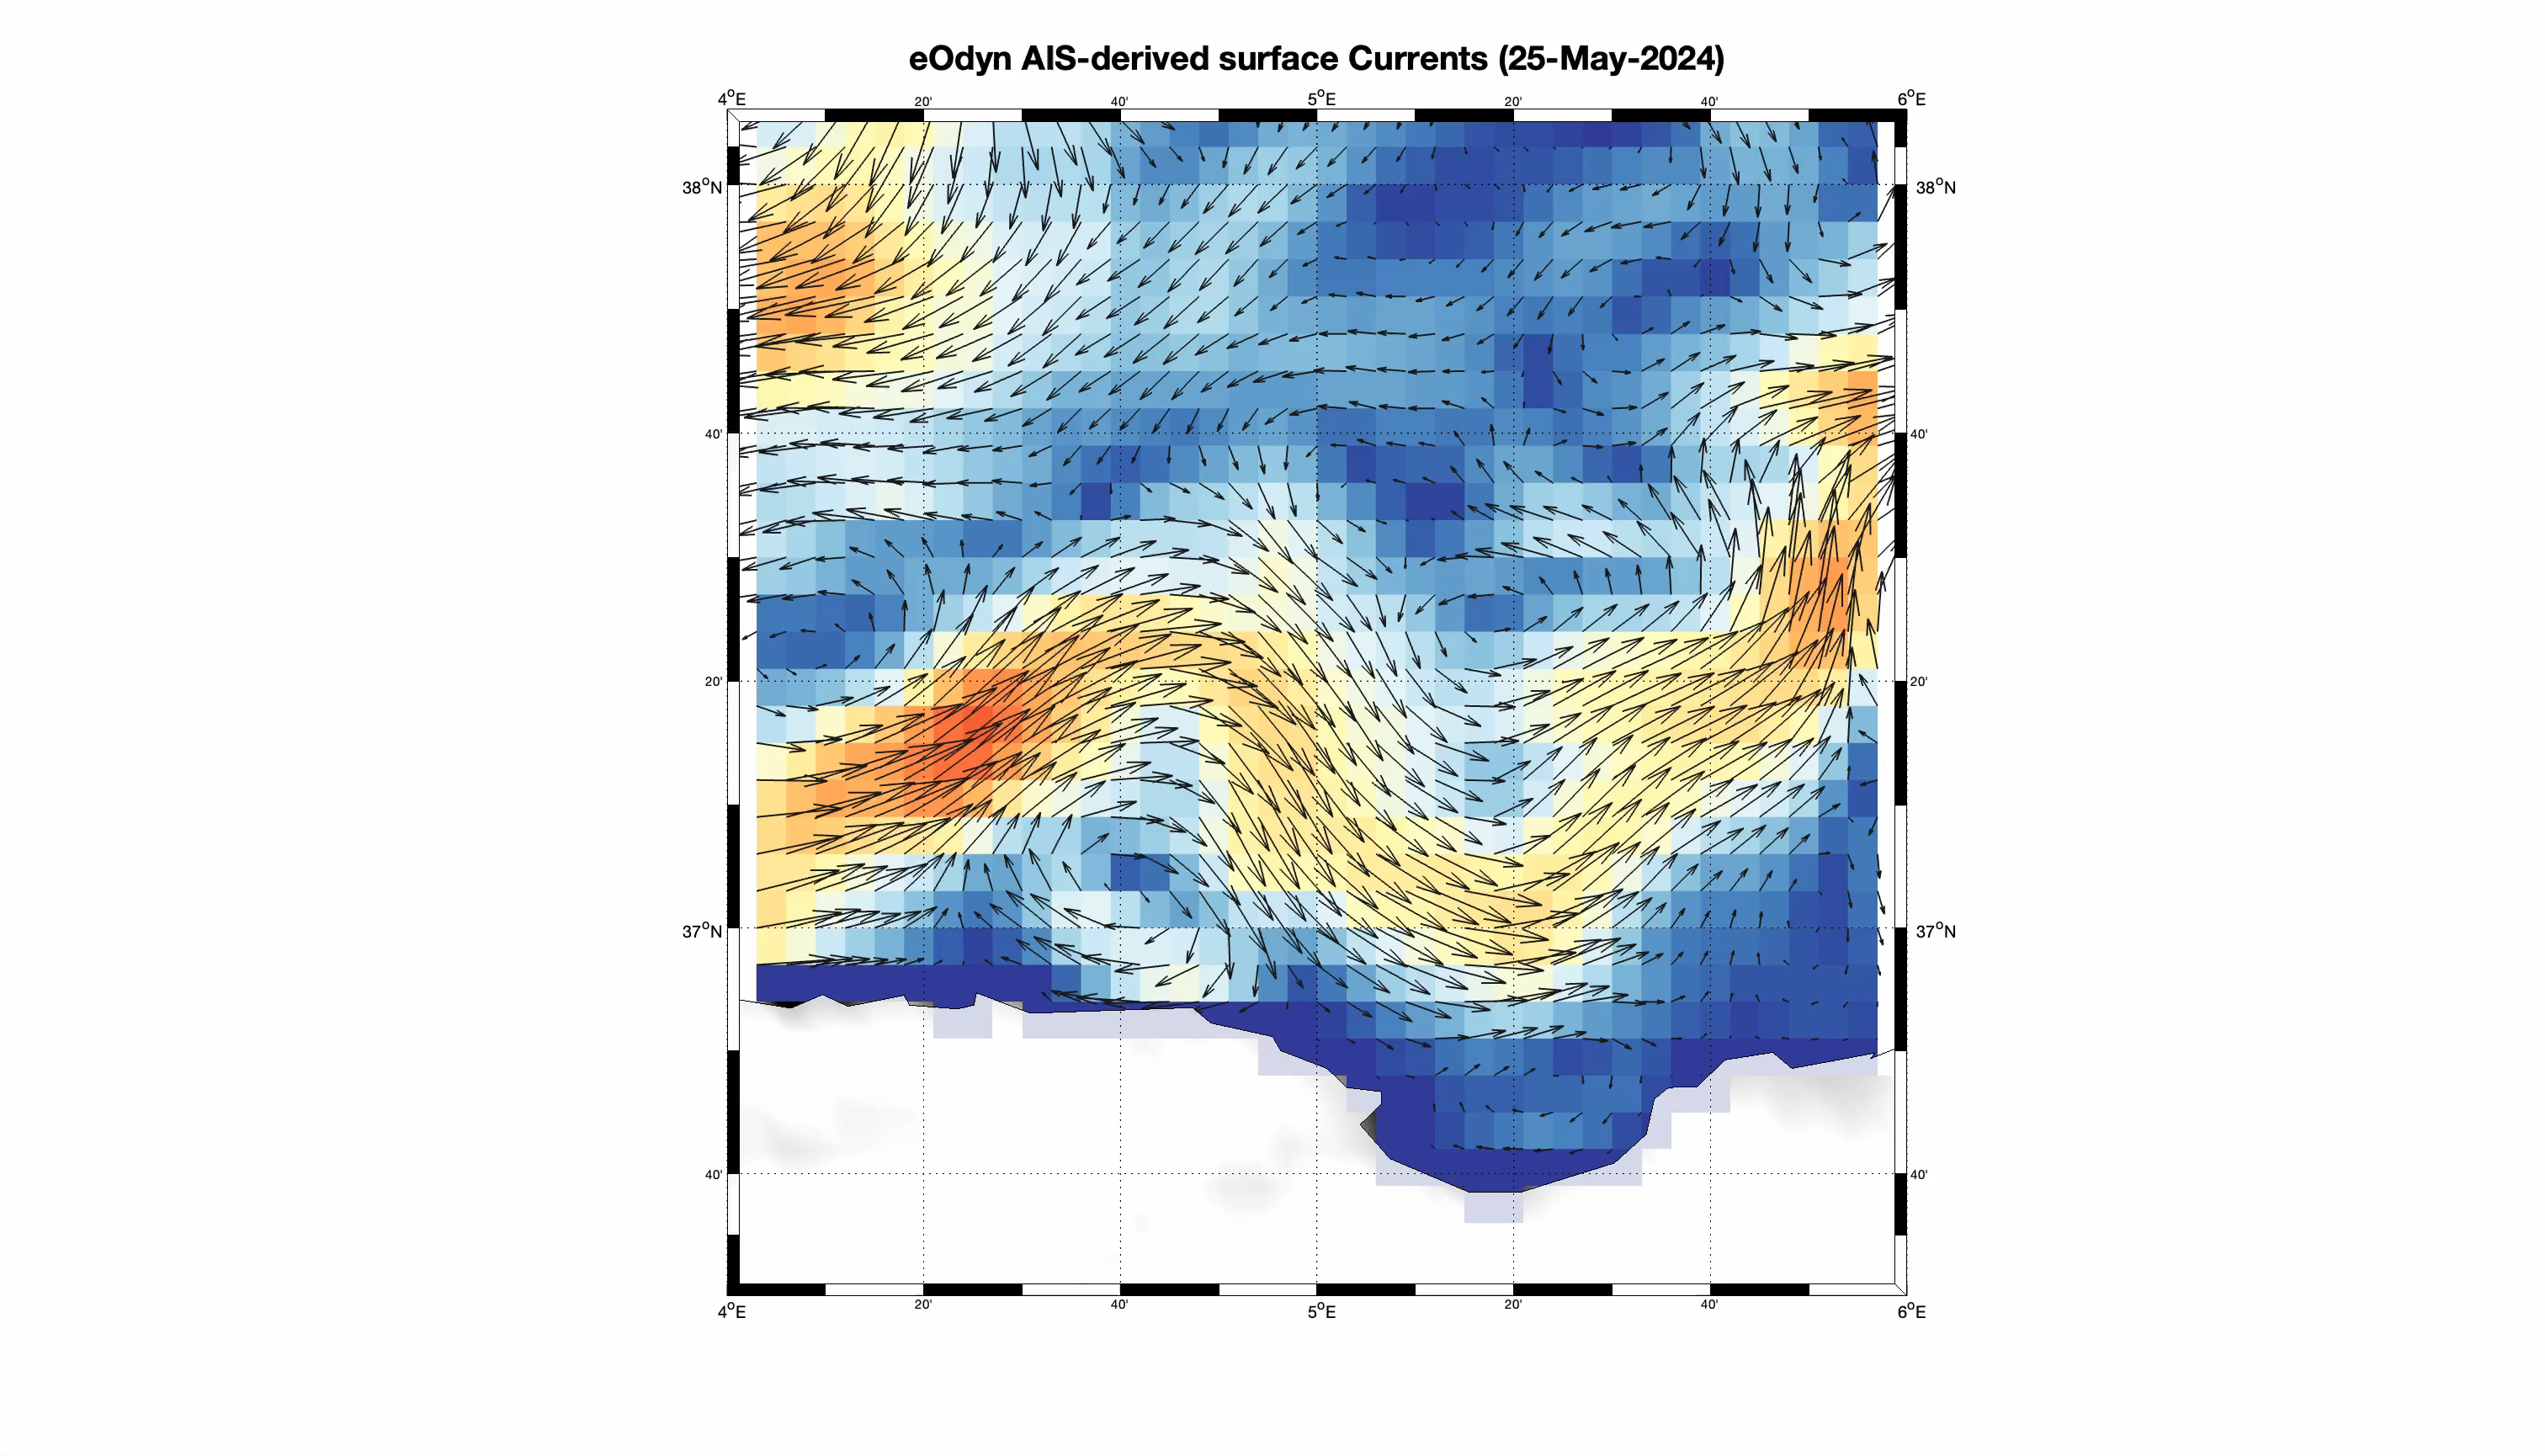 eOdyn AIS-derived surface Currents (25-May-2024)
4°E 20' 40' 5°E 20' 40' 6°E
38°N 38°N
40' 40'
20' 20'
37°N 37°N
40' 40'
4°E 20' 40' 5°E 20' 40' 6°E